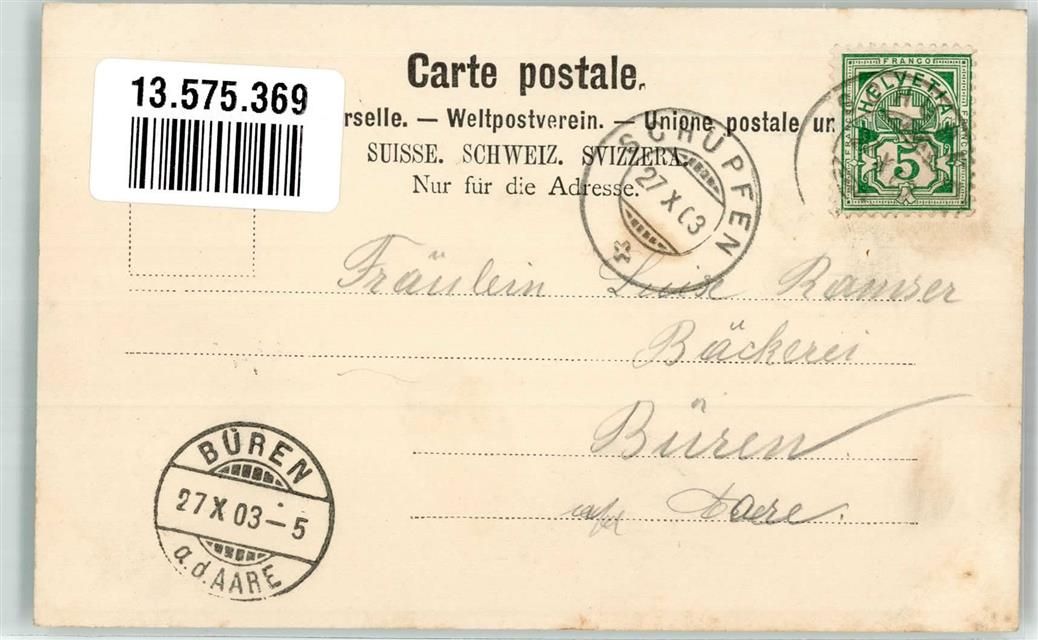 Carte postale.
13.575.369
rselle. — Weltpostverein. — Unione postale un
SUISSE. SCHWEIZ. SVIZZERA.
Nur für die Adresse.
FRANCO
HELVETIA
5
SCHÜPFEN
27 X 03
Fräulein Luise Ramser
Bäckerei
Büren
a/d Aare.
BÜREN
27 X 03–5
a.d. AARE